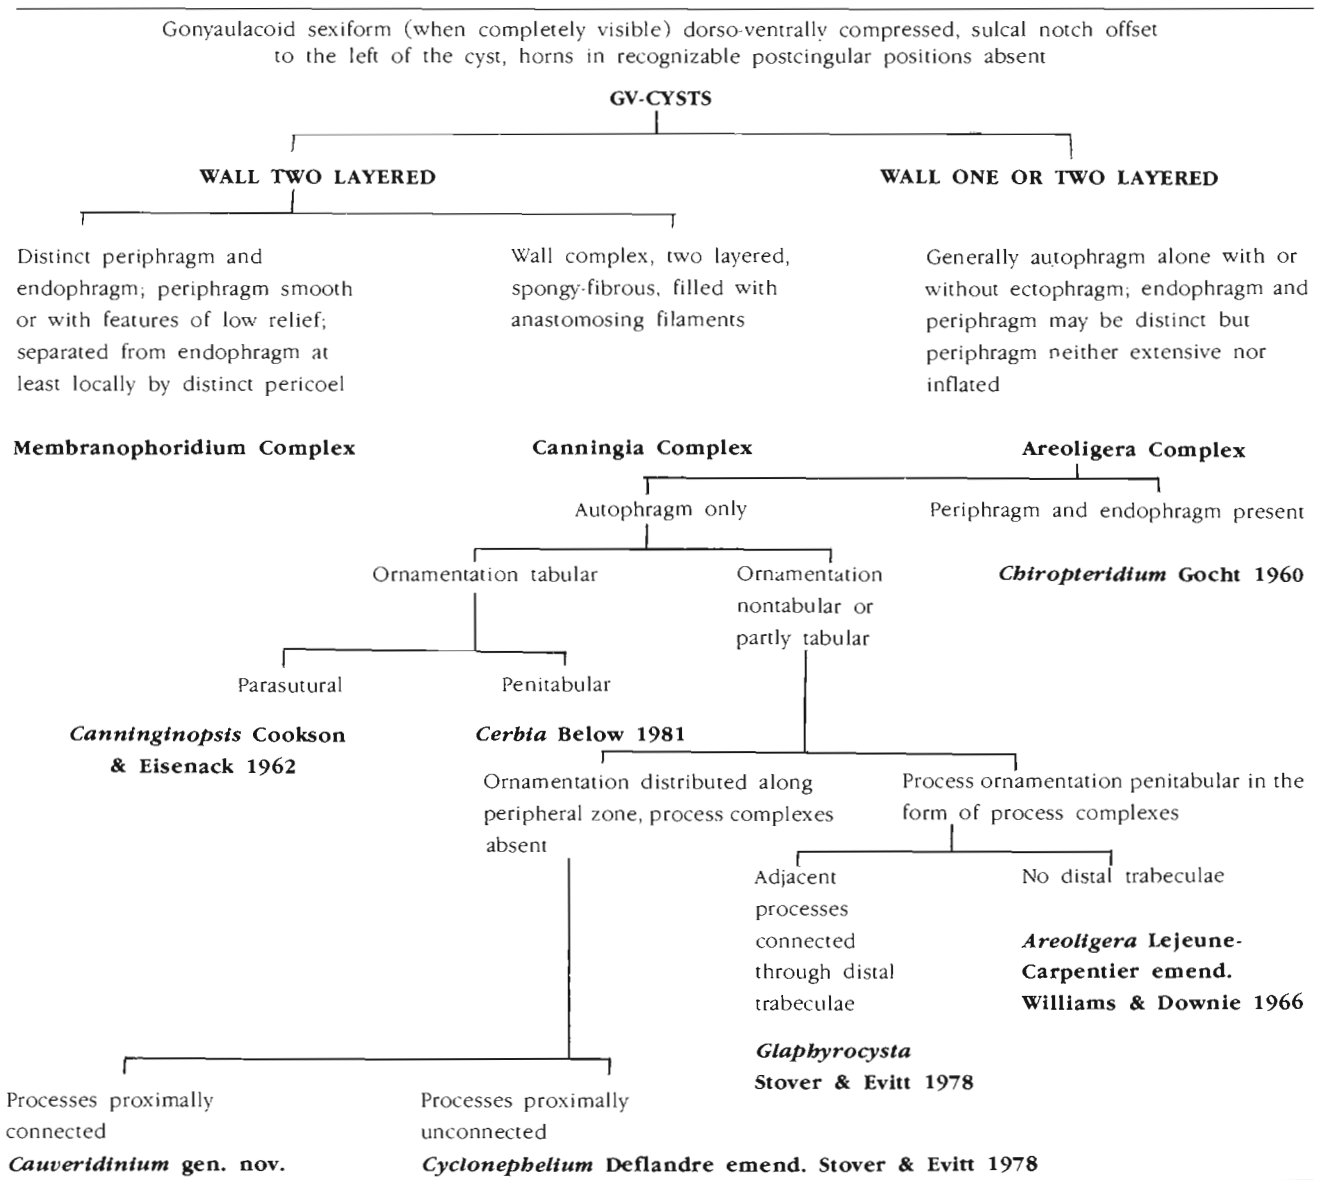 Gonyaulacoid sexiform (when completely visible) dorso-ventrally compressed, sulcal notch offset
to the left of the cyst, horns in recognizable postcingular positions absent
GV-CYSTS
WALL TWO LAYERED
WALL ONE OR TWO LAYERED
Distinct periphragm and
endophragm; periphragm smooth
or with features of low relief;
separated from endophragm at
least locally by distinct pericoel
Wall complex, two layered,
spongy-fibrous, filled with
anastomosing filaments
Generally autophragm alone with or
without ectophragm; endophragm and
periphragm may be distinct but
periphragm neither extensive nor
inflated
Membranophoridium Complex
Canningia Complex
Areoligera Complex
Autophragm only
Periphragm and endophragm present
Ornamentation tabular
Ornamentation
nontabular or
partly tabular
Chiropteridium Gocht 1960
Parasutural
Penitabular
Canninginopsis Cookson
& Eisenack 1962
Cerbia Below 1981
Ornamentation distributed along
peripheral zone, process complexes
absent
Process ornamentation penitabular in the
form of process complexes
Adjacent
processes
connected
through distal
trabeculae
No distal trabeculae
Areoligera Lejeune-
Carpentier emend.
Williams & Downie 1966
Glaphyrocysta
Stover & Evitt 1978
Processes proximally
connected
Cauveridinium gen. nov.
Processes proximally
unconnected
Cyclonephelium Deflandre emend. Stover & Evitt 1978